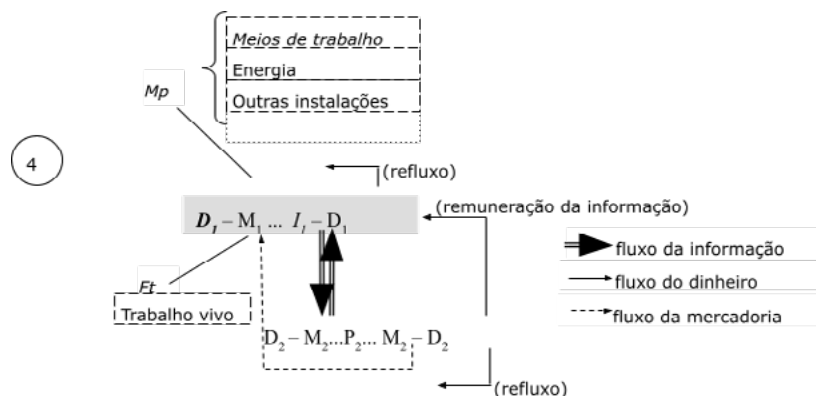 Meios de trabalho
Energia
Mp
Outras instalações
4
(refluxo)
(remuneração da informação)
D₁ – M₁ ... I₁ – D₁
fluxo da informação
fluxo do dinheiro
Ft
Trabalho vivo
fluxo da mercadoria
D₂ – M₂...P₂... M₂ – D₂
(refluxo)